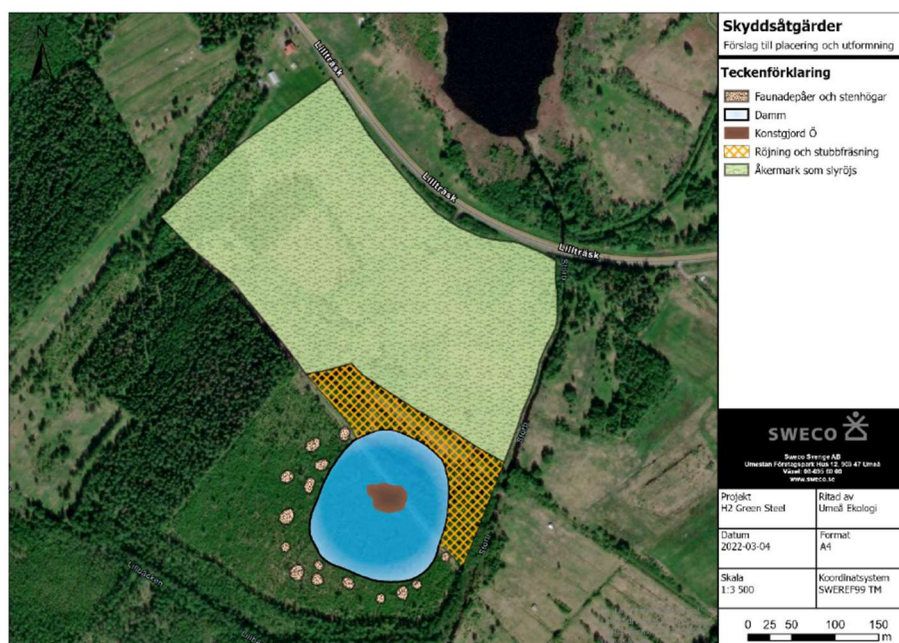 Skyddsåtgärder
Förslag till placering och utformning
Teckenförklaring
Faunadepåer och stenhögar
Damm
Konstgjord Ö
Röjning och stubbfräsning
Åkermark som slyröjs
N
Lillträsk
Lillträsk
Lillträsk
SWECO
Sweco Sverige AB
Umestan Företagspark Hus 12, 903 47 Umeå
www.sweco.se
Projekt
H2 Green Steel
Ritad av
Umeå Ekologi
Datum
2022-03-04
Format
A4
Skala
1:3 500
Koordinatsystem
SWEREF99 TM
0 25 50 100 150
m